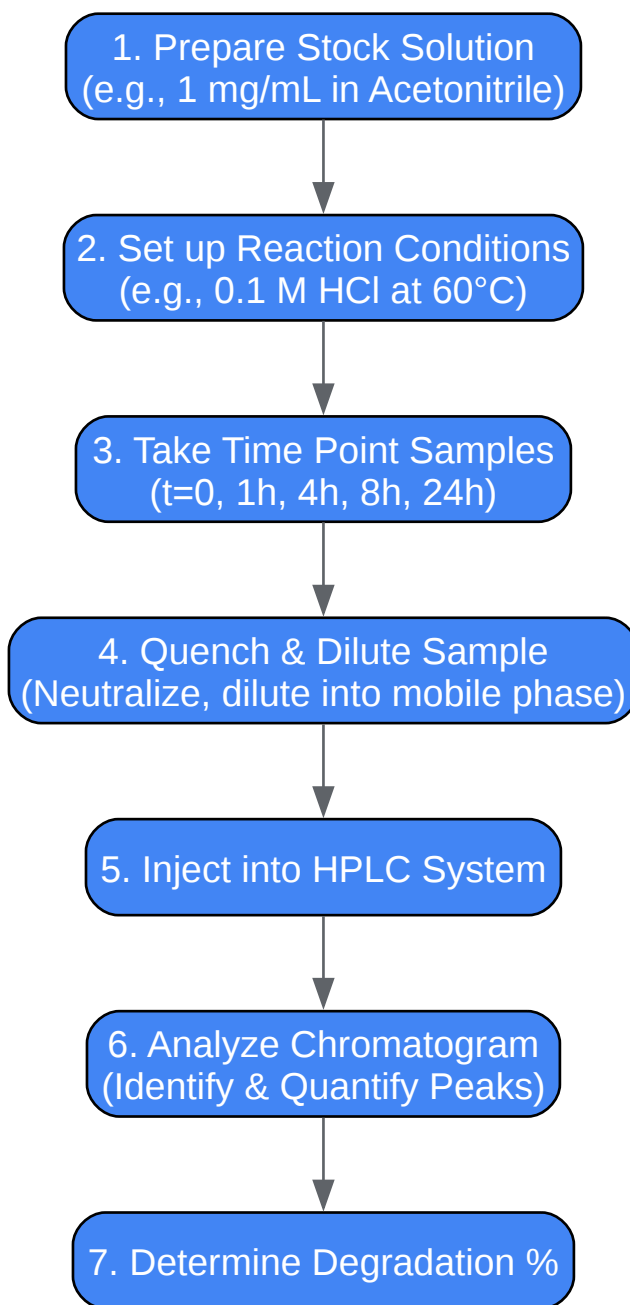 1. Prepare Stock Solution
(e.g., 1 mg/mL in Acetonitrile)
2. Set up Reaction Conditions
(e.g., 0.1 M HCl at 60°C)
3. Take Time Point Samples
(t=0, 1h, 4h, 8h, 24h)
4. Quench & Dilute Sample
(Neutralize, dilute into mobile phase)
5. Inject into HPLC System
6. Analyze Chromatogram
(Identify & Quantify Peaks)
7. Determine Degradation %